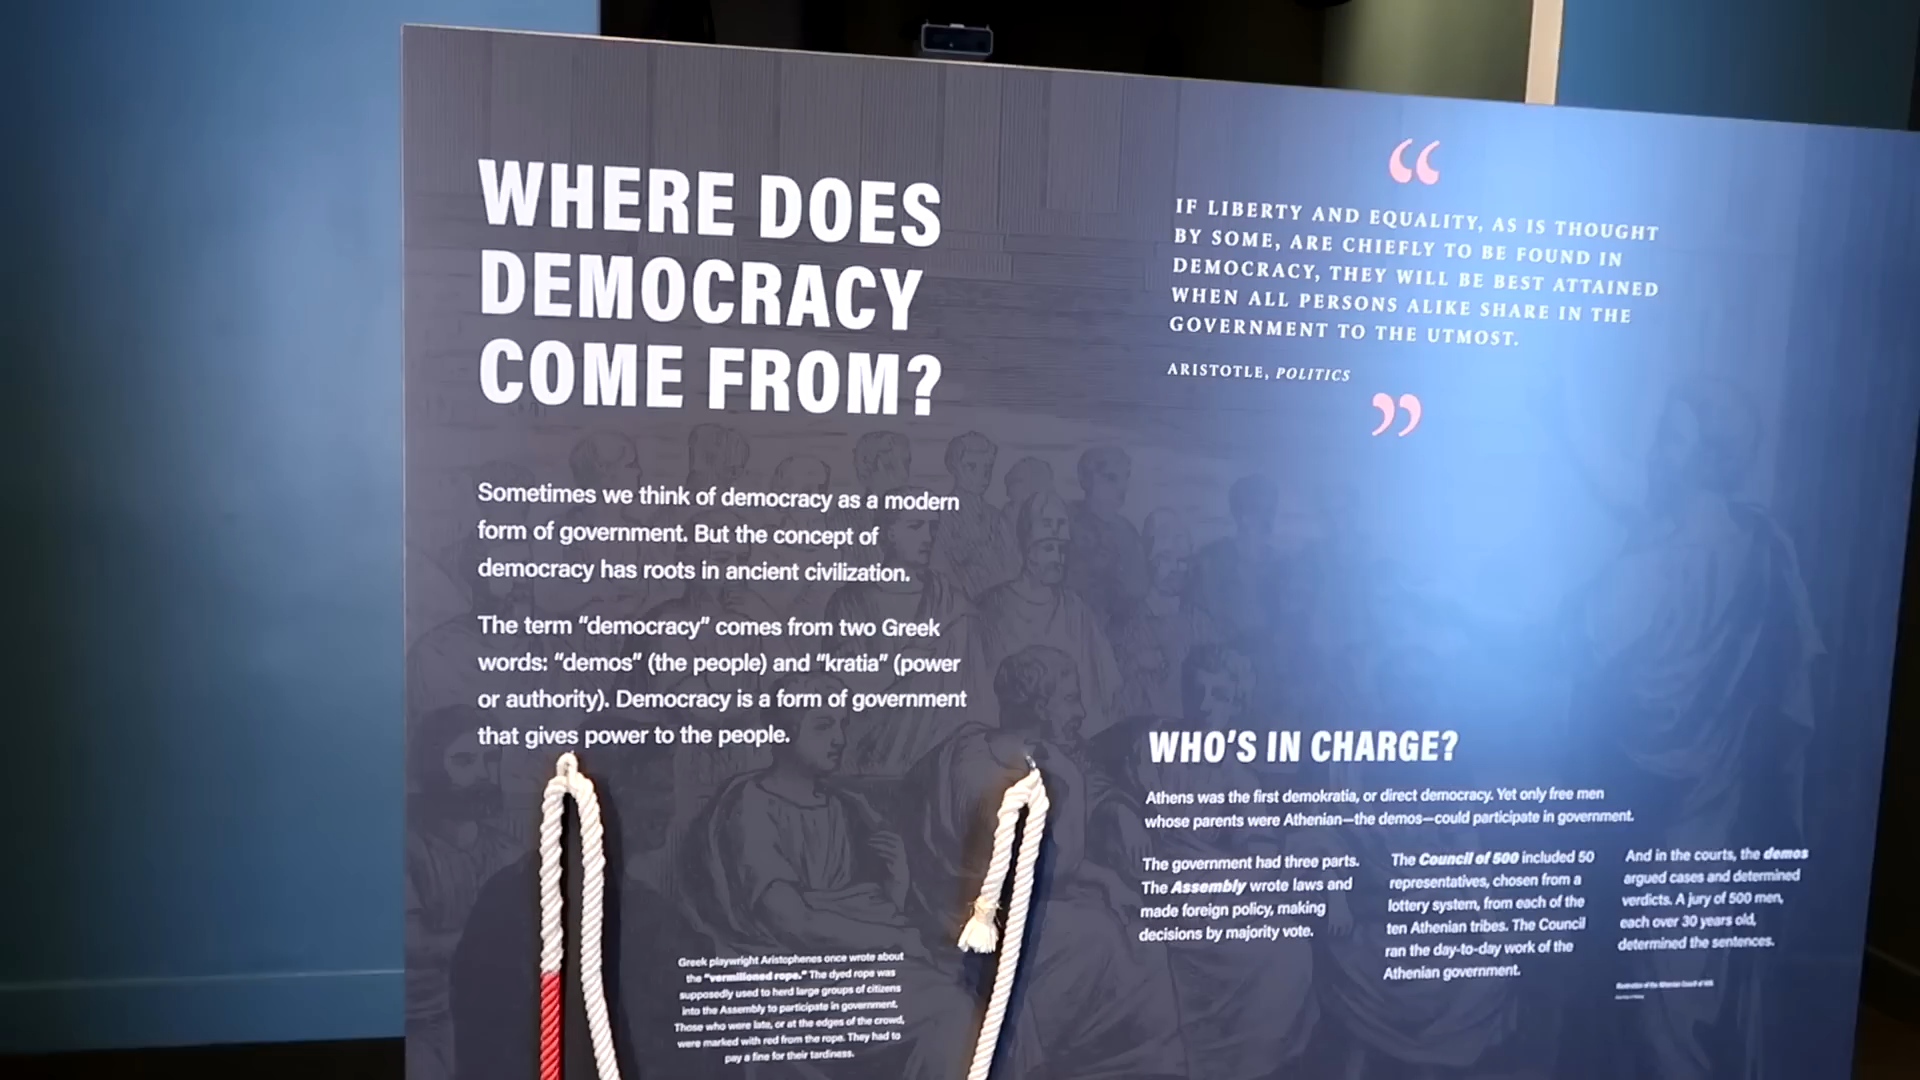 WHERE DOES
DEMOCRACY
COME FROM?
Sometimes we think of democracy as a modern
form of government. But the concept of
democracy has roots in ancient civilization.
The term “democracy” comes from two Greek
words: “demos” (the people) and “kratia” (power
or authority). Democracy is a form of government
that gives power to the people.
Greek playwright Aristophenes once wrote about
the “vermilioned rope.” The dyed rope was
supposedly used to herd large groups of citizens
into the Assembly to participate in government.
Those who were late, or at the edges of the crowd,
were marked with red from the rope. They had to
pay a fine for their tardiness.
“
IF LIBERTY AND EQUALITY, AS IS THOUGHT
BY SOME, ARE CHIEFLY TO BE FOUND IN
DEMOCRACY, THEY WILL BE BEST ATTAINED
WHEN ALL PERSONS ALIKE SHARE IN THE
GOVERNMENT TO THE UTMOST.
ARISTOTLE, POLITICS
”
WHO’S IN CHARGE?
Athens was the first demokratia, or direct democracy. Yet only free men
whose parents were Athenian—the demos—could participate in government.
The government had three parts.
The Assembly wrote laws and
made foreign policy, making
decisions by majority vote.
The Council of 500 included 50
representatives, chosen from a
lottery system, from each of the
ten Athenian tribes. The Council
ran the day-to-day work of the
Athenian government.
And in the courts, the demos
argued cases and determined
verdicts. A jury of 500 men,
each over 30 years old,
determined the sentences.